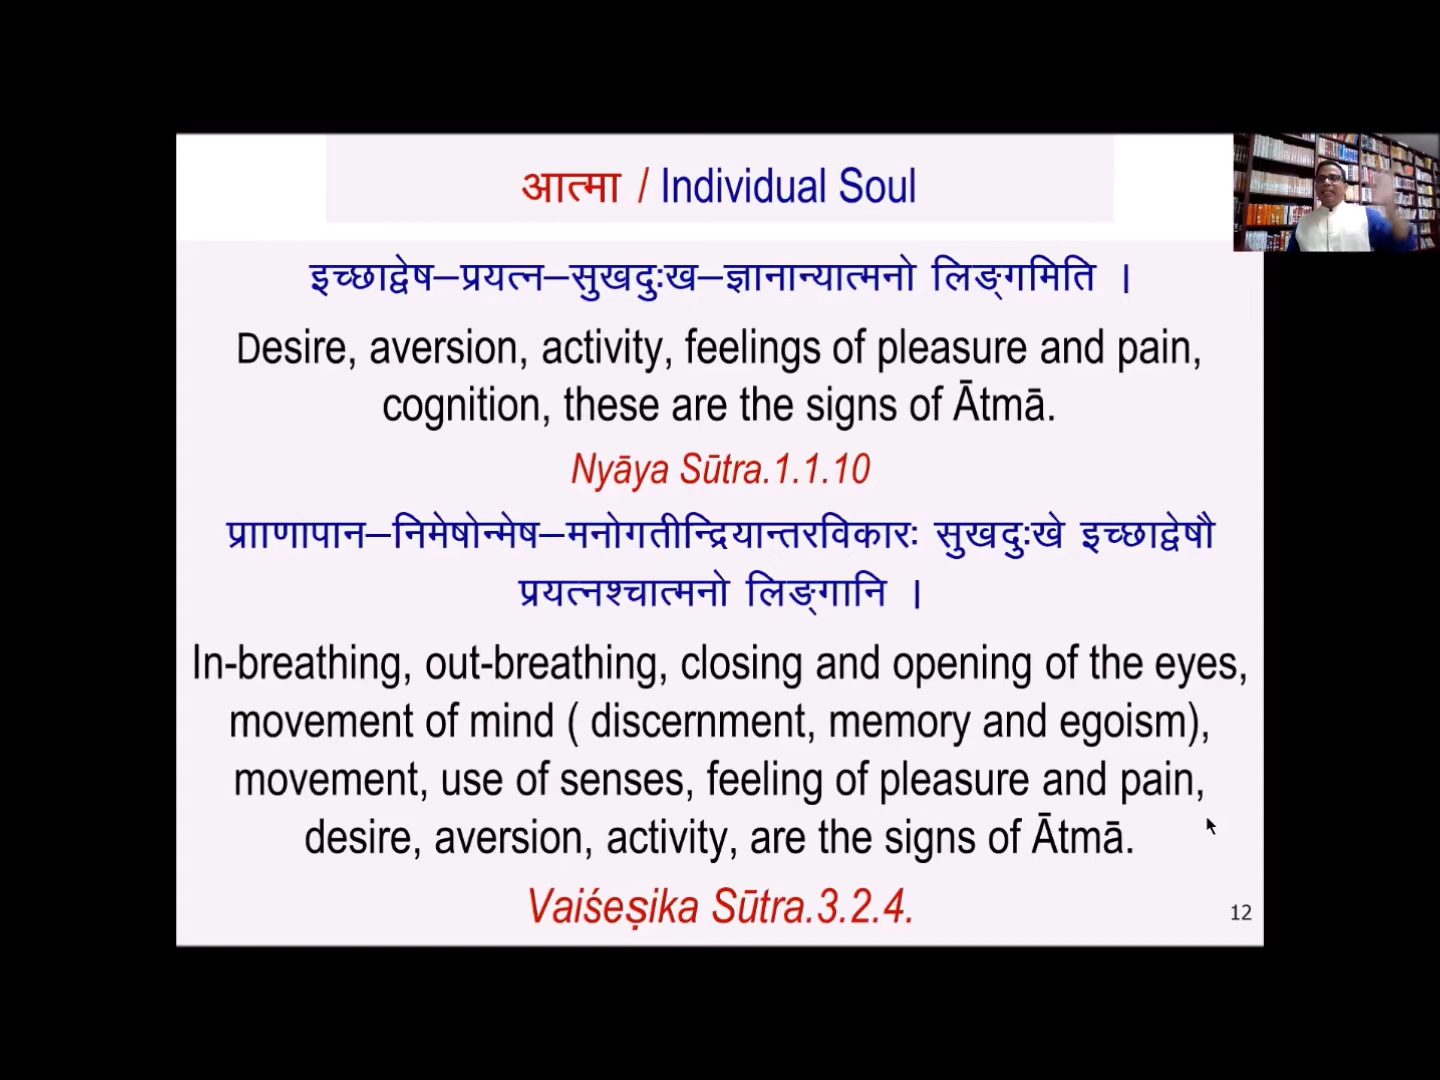 आत्मा / Individual Soul
इच्छाद्वेष–प्रयत्न–सुखदुःख–ज्ञानान्यात्मनो लिङ्गमिति ।
Desire, aversion, activity, feelings of pleasure and pain,
cognition, these are the signs of Ātmā.
Nyāya Sūtra.1.1.10
प्रााणापान–निमेषोन्मेष–मनोगतीन्द्रियान्तरविकारः सुखदुःखे इच्छाद्वेषौ
प्रयत्नश्चात्मनो लिङ्गानि ।
In-breathing, out-breathing, closing and opening of the eyes,
movement of mind ( discernment, memory and egoism),
movement, use of senses, feeling of pleasure and pain,
desire, aversion, activity, are the signs of Ātmā.
Vaiśeṣika Sūtra.3.2.4.
12